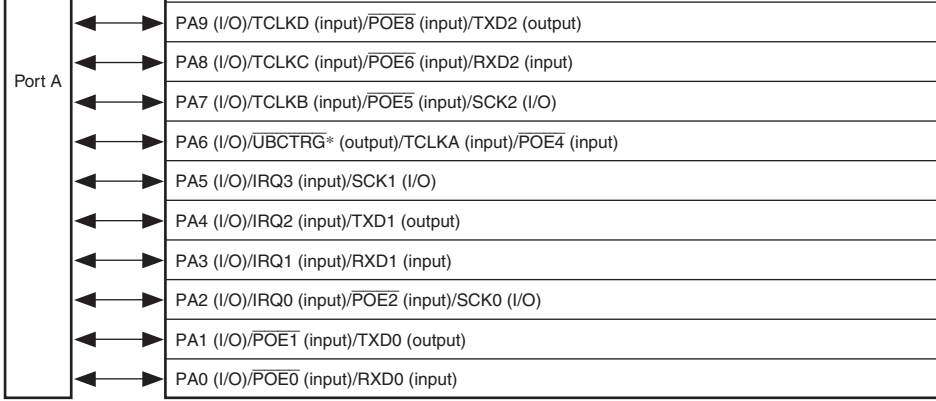 PA9 (I/O)/TCLKD (input)/POE8 (input)/TXD2 (output)
PA8 (I/O)/TCLKC (input)/POE6 (input)/RXD2 (input)
Port A
PA7 (I/O)/TCLKB (input)/POE5 (input)/SCK2 (I/O)
PA6 (I/O)/UBCTRG* (output)/TCLKA (input)/POE4 (input)
PA5 (I/O)/IRQ3 (input)/SCK1 (I/O)
PA4 (I/O)/IRQ2 (input)/TXD1 (output)
PA3 (I/O)/IRQ1 (input)/RXD1 (input)
PA2 (I/O)/IRQ0 (input)/POE2 (input)/SCK0 (I/O)
PA1 (I/O)/POE1 (input)/TXD0 (output)
PA0 (I/O)/POE0 (input)/RXD0 (input)